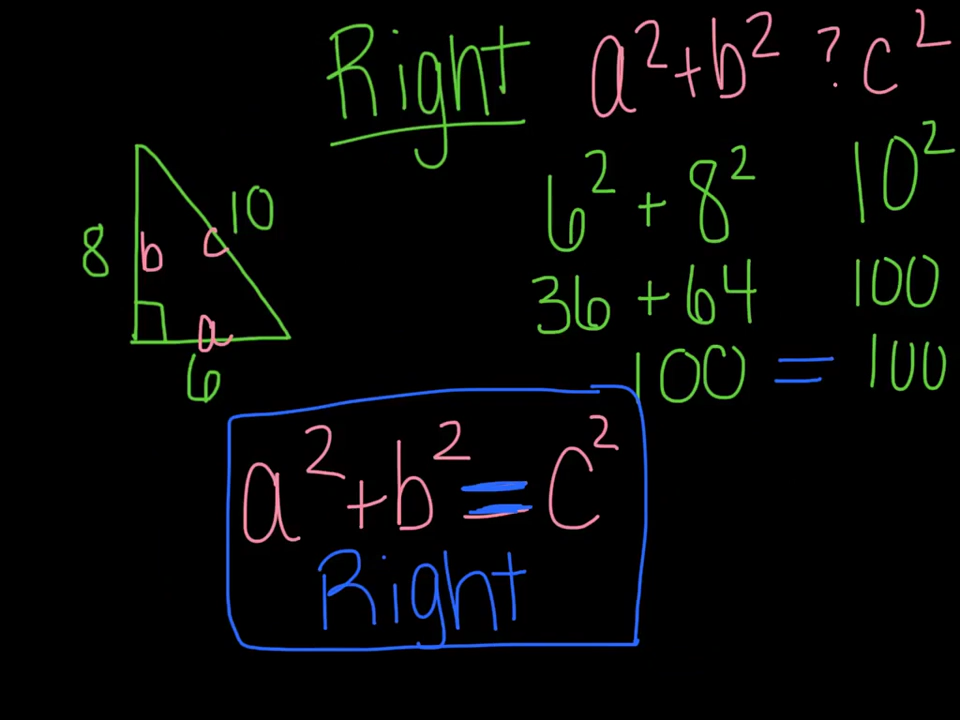 Right a² + b² ? c²
6² + 8² 10²
36 + 64 100
100 = 100
8 b c 10
a
6
a² + b² = c²
Right